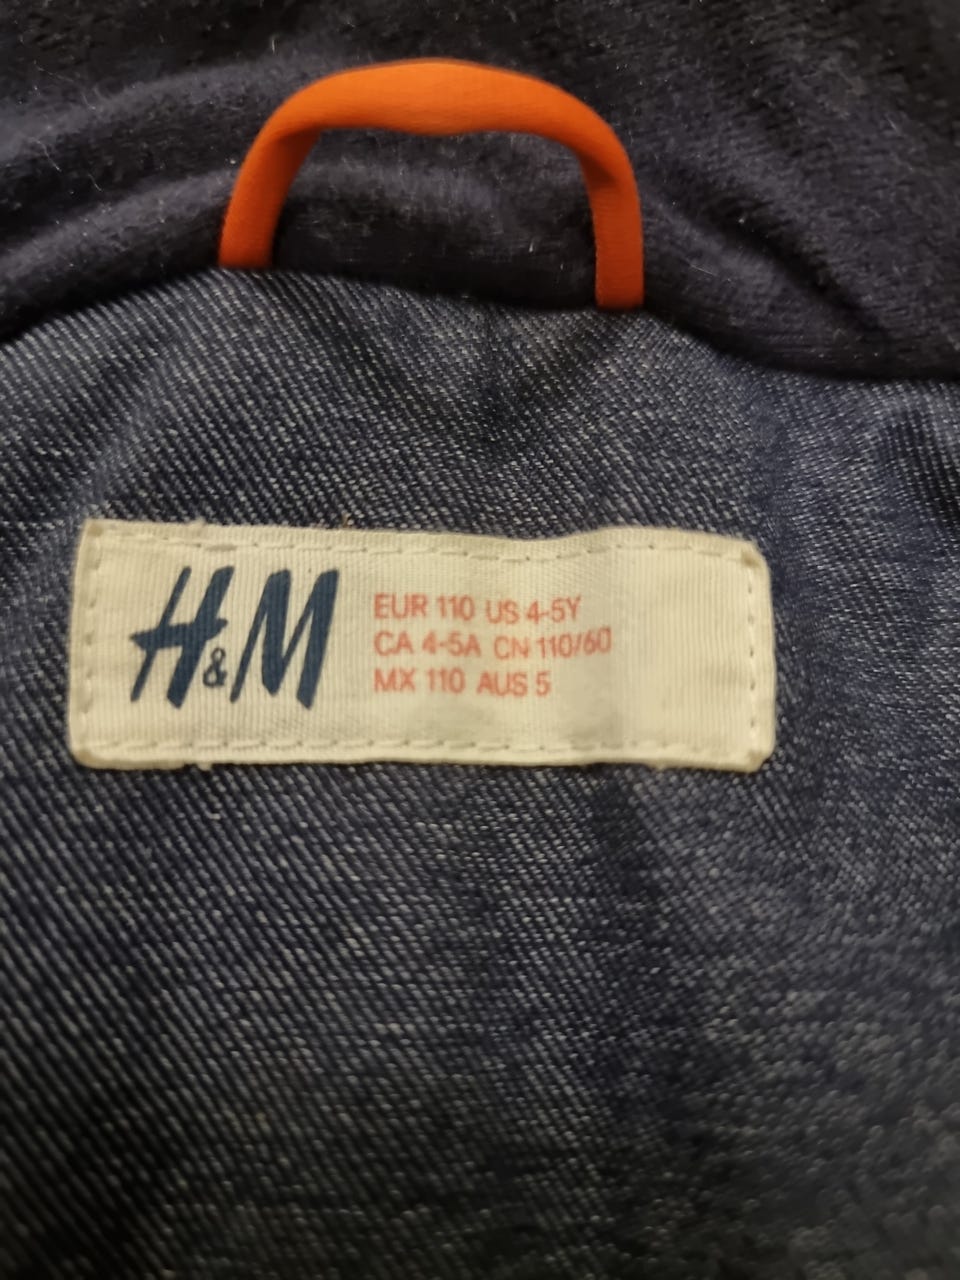 H&M
EUR 110 US 4-5Y
CA 4-5A CN 110/60
MX 110 AUS 5